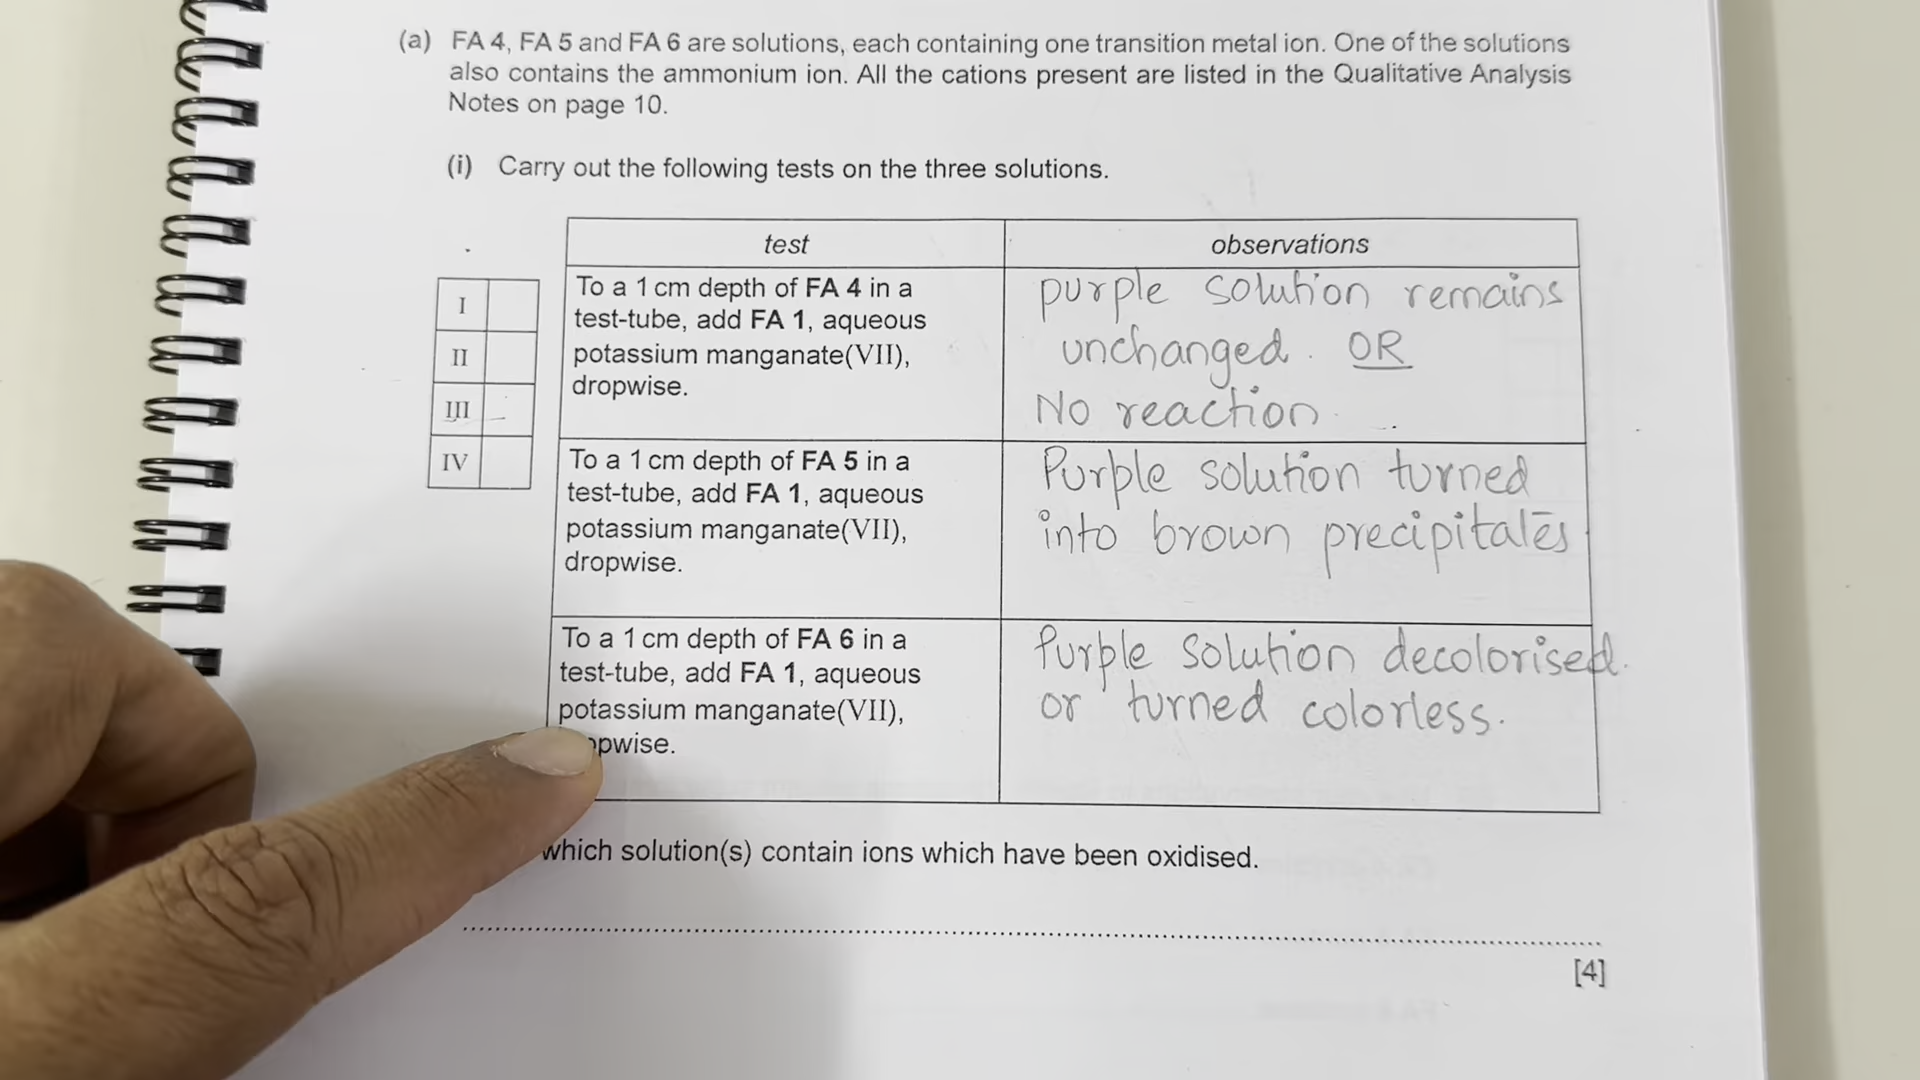 (a) FA 4, FA 5 and FA 6 are solutions, each containing one transition metal ion. One of the solutions
also contains the ammonium ion. All the cations present are listed in the Qualitative Analysis
Notes on page 10.
(i) Carry out the following tests on the three solutions.
test
observations
I
II
III
IV
To a 1 cm depth of FA 4 in a
test-tube, add FA 1, aqueous
potassium manganate(VII),
dropwise.
purple solution remains
unchanged. OR
No reaction.
To a 1 cm depth of FA 5 in a
test-tube, add FA 1, aqueous
potassium manganate(VII),
dropwise.
Purple solution turned
into brown precipitates
To a 1 cm depth of FA 6 in a
test-tube, add FA 1, aqueous
potassium manganate(VII),
opwise.
Purple solution decolorised.
or turned colorless.
which solution(s) contain ions which have been oxidised.
[4]